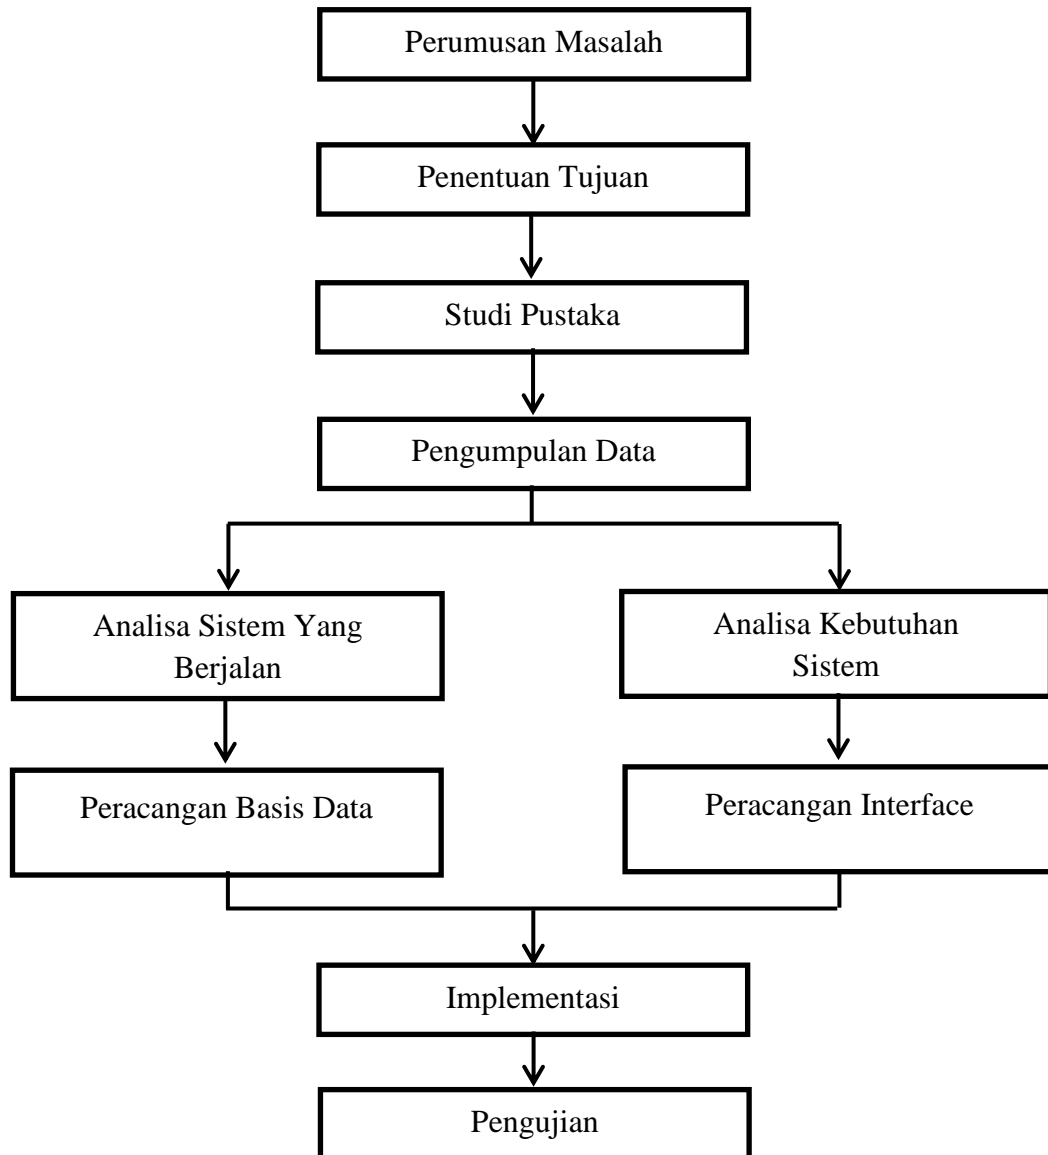 Perumusan Masalah
Penentuan Tujuan
Studi Pustaka
Pengumpulan Data
Analisa Sistem Yang
Berjalan
Analisa Kebutuhan
Sistem
Peracangan Basis Data
Peracangan Interface
Implementasi
Pengujian